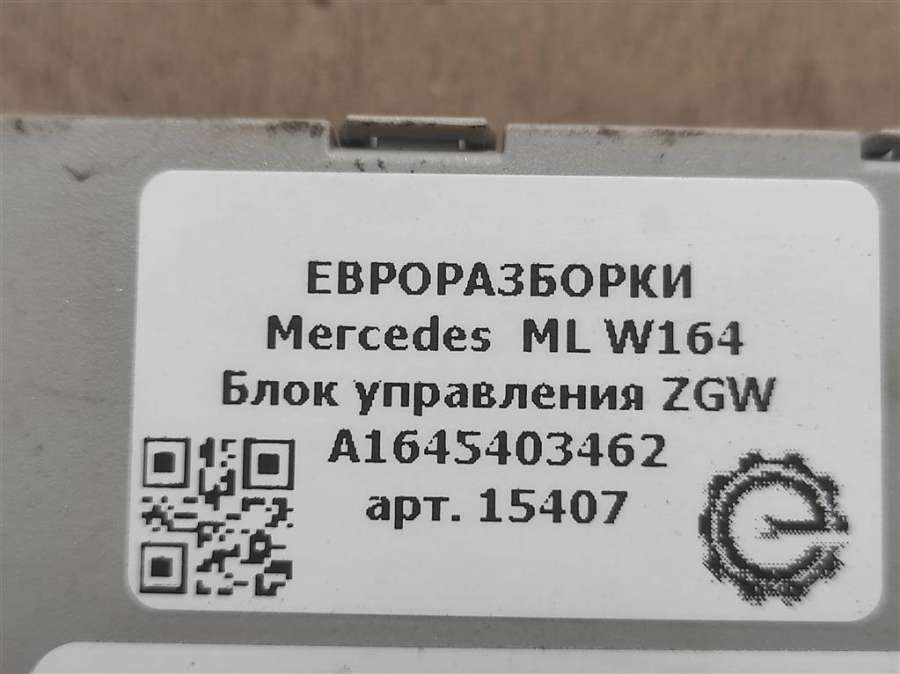 ЕВРОРАЗБОРКИ
Mercedes ML W164
Блок управления ZGW
A1645403462
арт. 15407